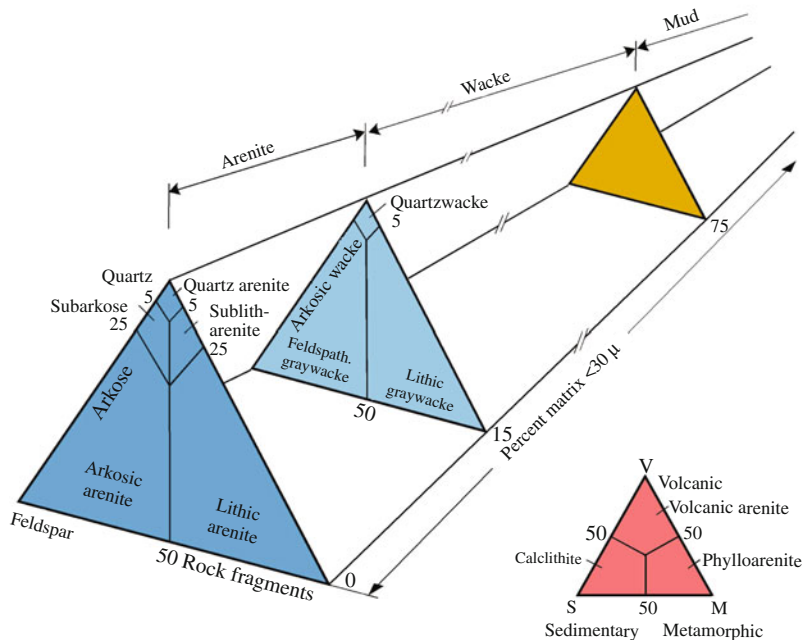 Mud
Wacke
Arenite
Quartzwacke
5
Arkosic wacke
Feldspath.
graywacke
Lithic
graywacke
50
15
75
Percent matrix <30 μ
Quartz
Quartz arenite
5
5
Subarkose
Sublith-
arenite
25
25
Arkose
Arkosic
arenite
Lithic
arenite
Feldspar
50 Rock fragments
0
V
Volcanic
Volcanic arenite
50
50
Calclithite
Phylloarenite
S
50
M
Sedimentary
Metamorphic